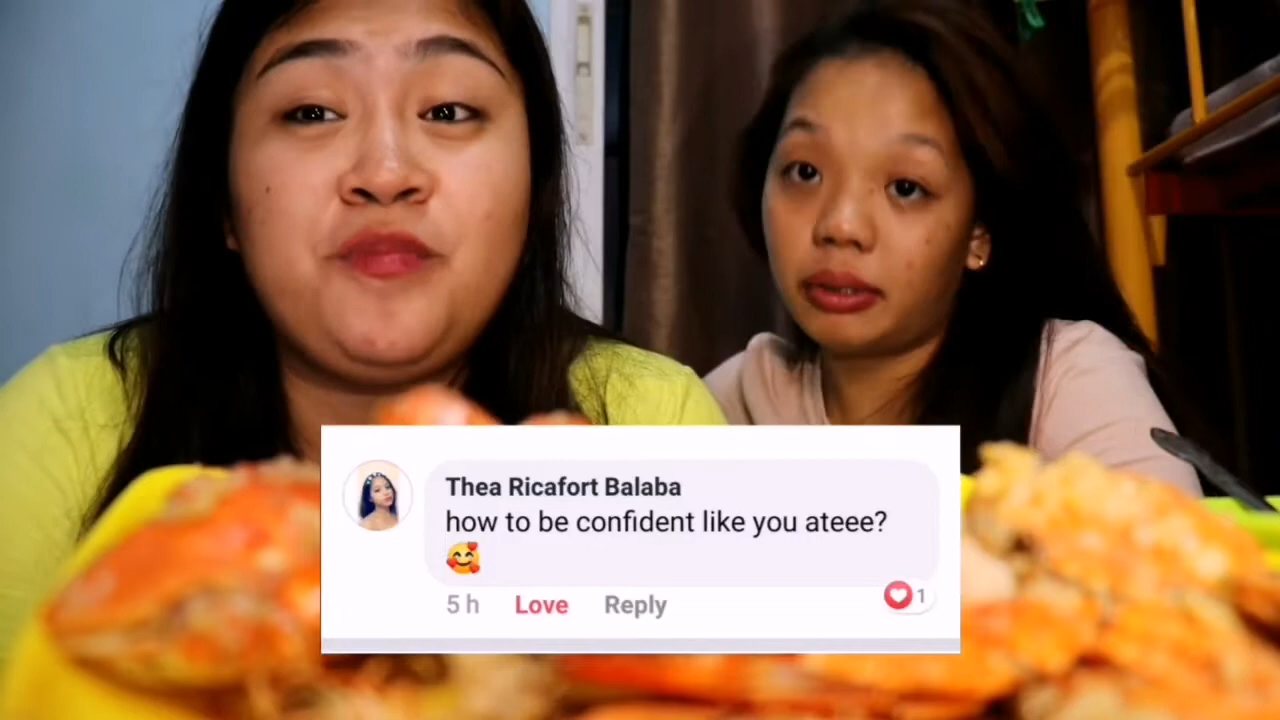 Thea Ricafort Balaba
how to be confident like you ateee?
🥰
5 h Love Reply
1